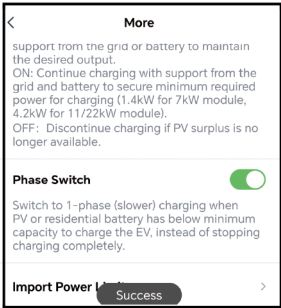 More
support from the grid or battery to maintain
the desired output.
ON: Continue charging with support from the
grid and battery to secure minimum required
power for charging (1.4kW for 7kW module,
4.2kW for 11/22kW module).
OFF: Discontinue charging if PV surplus is no
longer available.
Phase Switch
Switch to 1-phase (slower) charging when
PV or residential battery has below minimum
capacity to charge the EV, instead of stopping
charging completely.
Import Power
Success